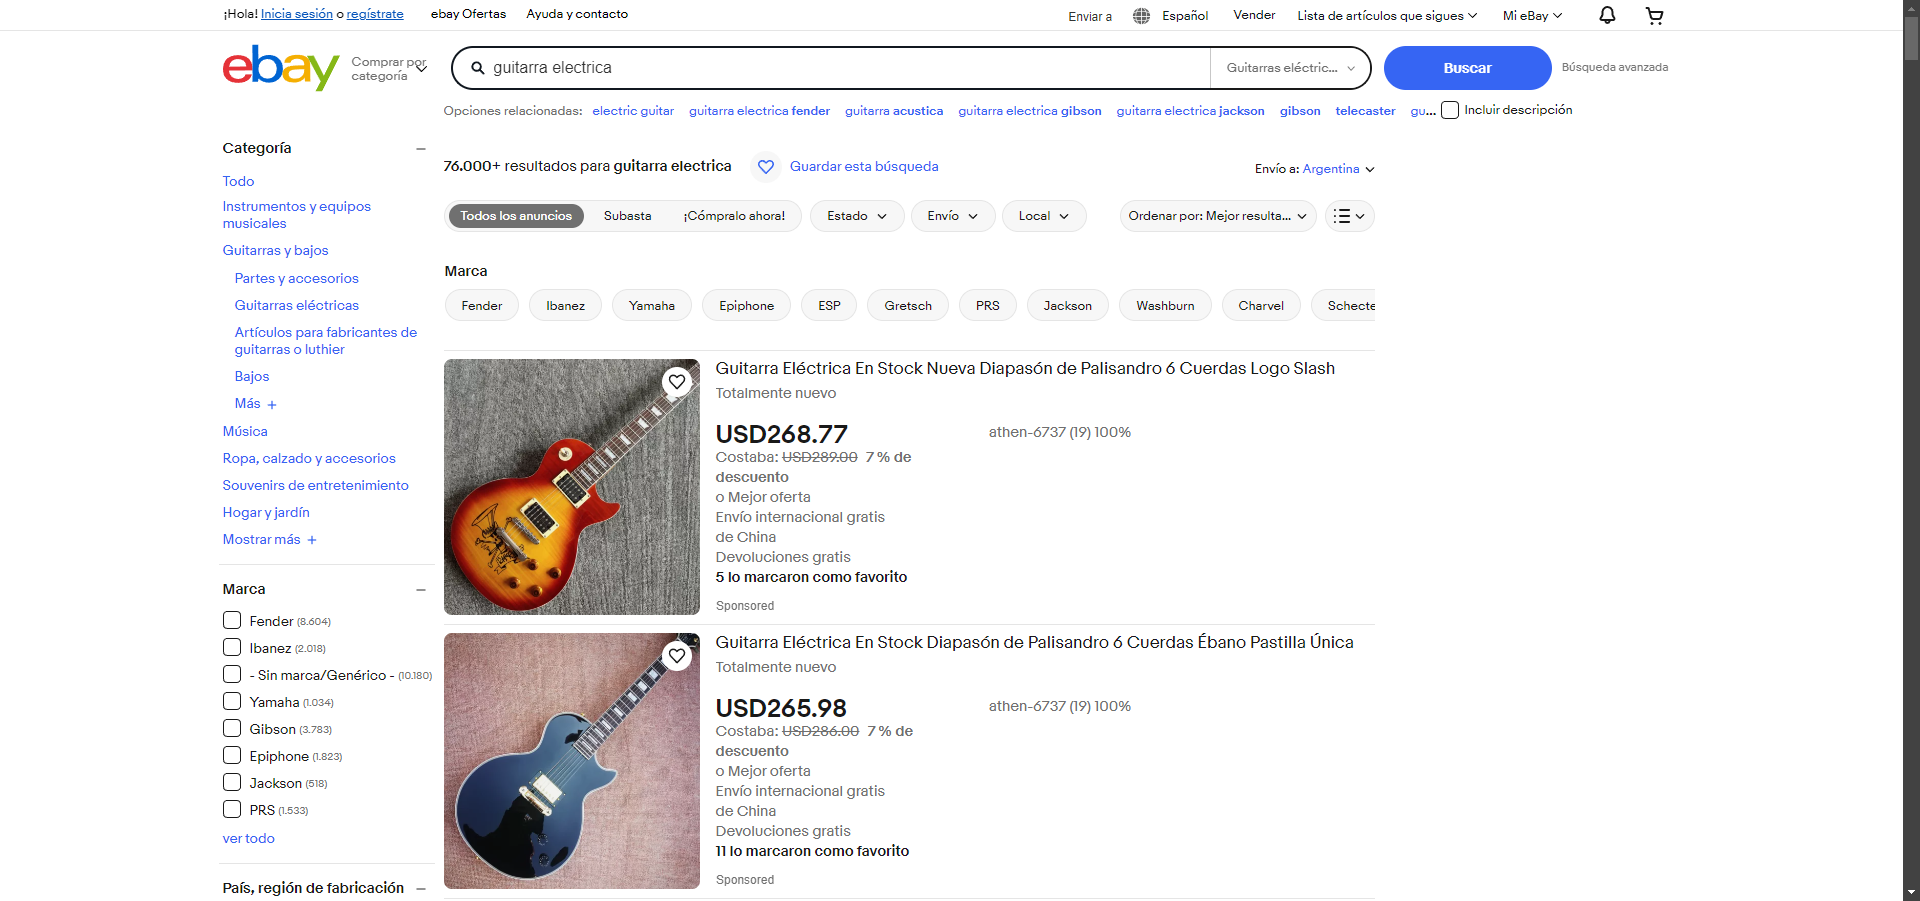 ¡Hola! Inicia sesión o regístrate
ebay Ofertas
Ayuda y contacto
Enviar a
Español
Vender
Lista de artículos que sigues
Mi eBay
ebay
Comprar por
categoría
guitarra electrica
Guitarras eléctric...
Buscar
Búsqueda avanzada
Opciones relacionadas:
electric guitar
guitarra electrica fender
guitarra acustica
guitarra electrica gibson
guitarra electrica jackson
gibson
telecaster
gu...
Incluir descripción
Categoría
Todo
Instrumentos y equipos
musicales
Guitarras y bajos
Partes y accesorios
Guitarras eléctricas
Artículos para fabricantes de
guitarras o luthier
Bajos
Más +
Música
Ropa, calzado y accesorios
Souvenirs de entretenimiento
Hogar y jardín
Mostrar más +
Marca
Fender (8.604)
Ibanez (2.018)
- Sin marca/Genérico - (10.180)
Yamaha (1.034)
Gibson (3.783)
Epiphone (1.823)
Jackson (518)
PRS (1.533)
ver todo
País, región de fabricación
76.000+ resultados para guitarra electrica
Guardar esta búsqueda
Envío a: Argentina
Todos los anuncios
Subasta
¡Cómpralo ahora!
Estado
Envío
Local
Ordenar por: Mejor resulta...
Marca
Fender
Ibanez
Yamaha
Epiphone
ESP
Gretsch
PRS
Jackson
Washburn
Charvel
Schecte
Guitarra Eléctrica En Stock Nueva Diapasón de Palisandro 6 Cuerdas Logo Slash
Totalmente nuevo
USD268.77
athen-6737 (19) 100%
Costaba: USD289.00 7 % de
descuento
o Mejor oferta
Envío internacional gratis
de China
Devoluciones gratis
5 lo marcaron como favorito
Sponsored
Guitarra Eléctrica En Stock Diapasón de Palisandro 6 Cuerdas Ébano Pastilla Única
Totalmente nuevo
USD265.98
athen-6737 (19) 100%
Costaba: USD286.00 7 % de
descuento
o Mejor oferta
Envío internacional gratis
de China
Devoluciones gratis
11 lo marcaron como favorito
Sponsored